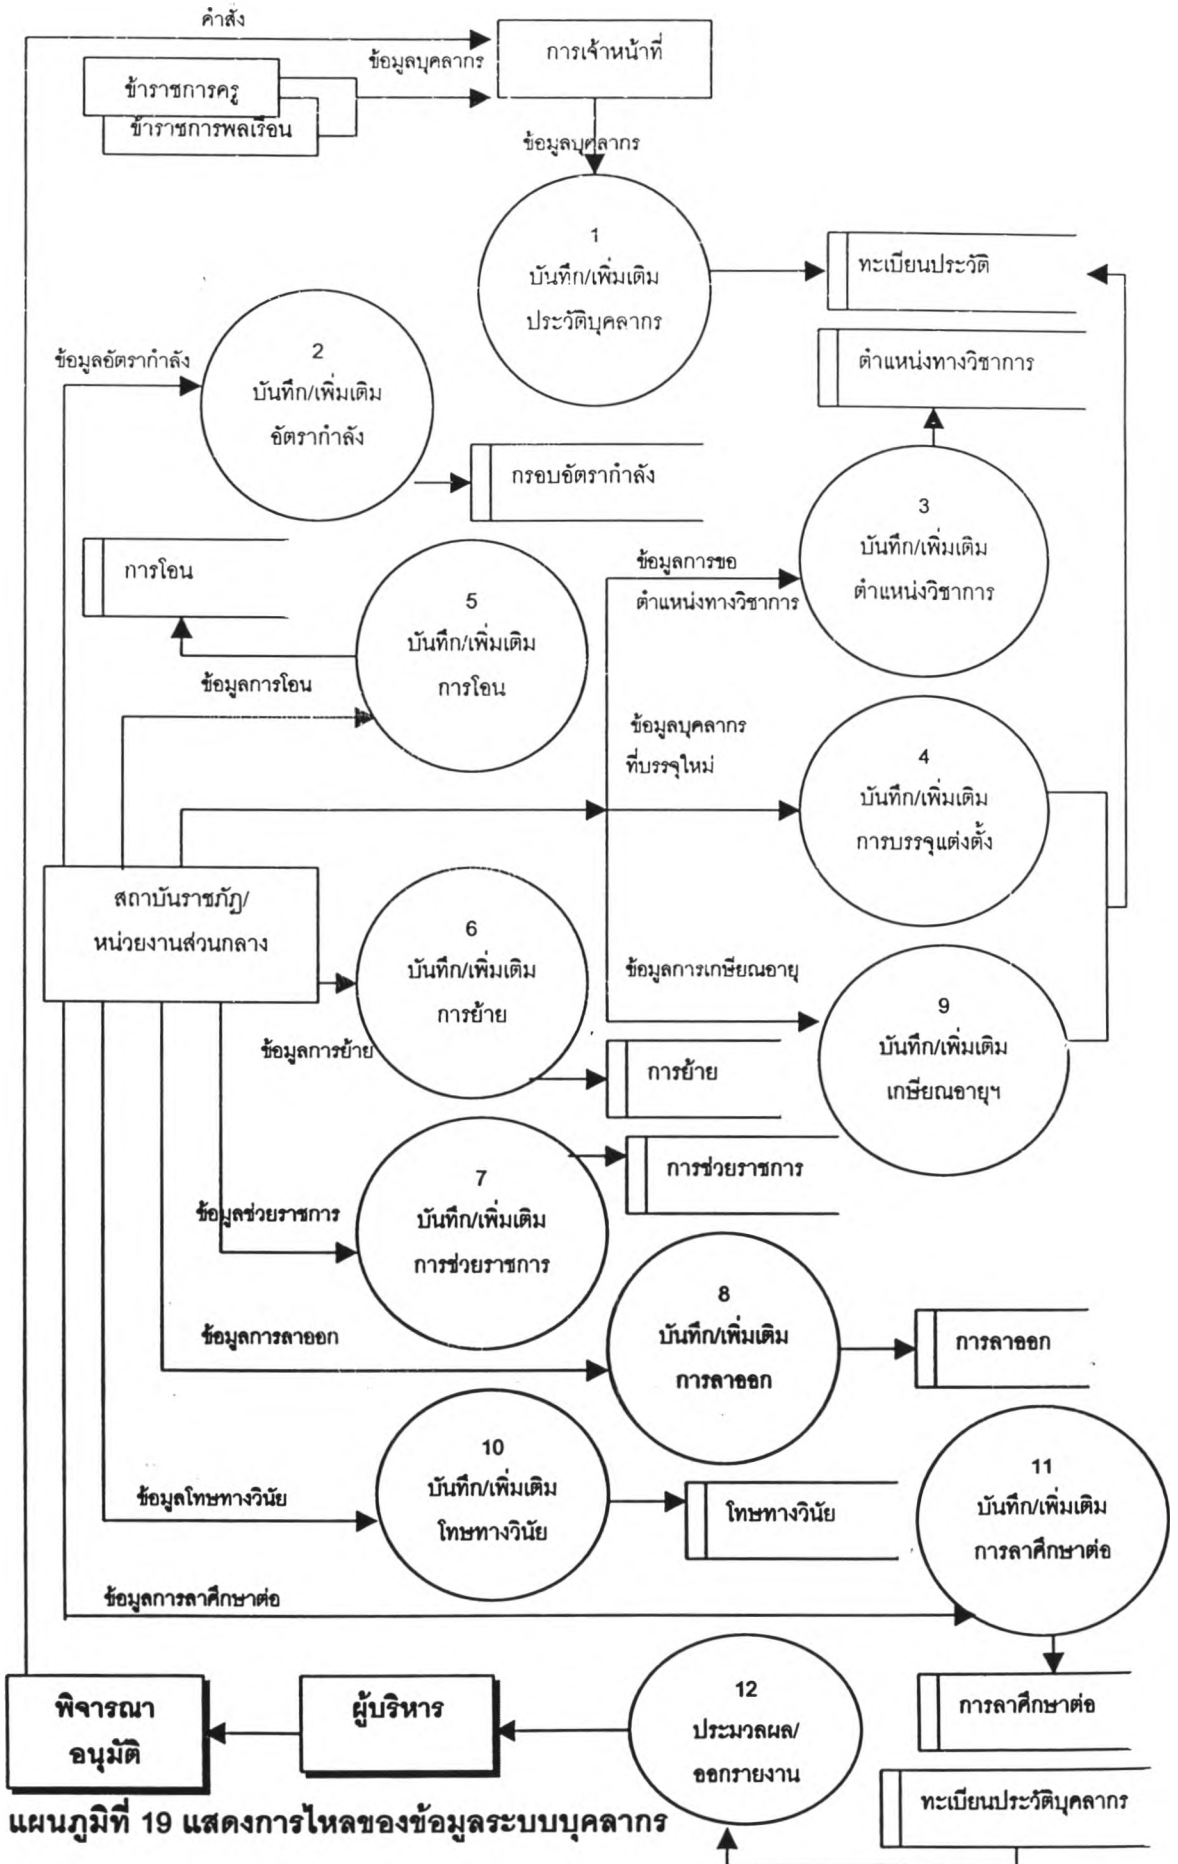 คำสั่ง
การเจ้าหน้าที่
ข้อมูลบุคลากร
ข้าราชการครู
ข้าราชการพลเรือน
ข้อมูลบุคลากร
1
บันทึก/เพิ่มเติม
ประวัติบุคลากร
ทะเบียนประวัติ
ตำแหน่งทางวิชาการ
ข้อมูลอัตรากำลัง
2
บันทึก/เพิ่มเติม
อัตรากำลัง
กรอบอัตรากำลัง
3
บันทึก/เพิ่มเติม
ตำแหน่งวิชาการ
ข้อมูลการขอ
ตำแหน่งทางวิชาการ
การโอน
5
บันทึก/เพิ่มเติม
การโอน
ข้อมูลการโอน
ข้อมูลบุคลากร
ที่บรรจุใหม่
4
บันทึก/เพิ่มเติม
การบรรจุแต่งตั้ง
สถาบันราชภัฏ/
หน่วยงานส่วนกลาง
6
บันทึก/เพิ่มเติม
การย้าย
ข้อมูลการย้าย
ข้อมูลการเกษียณอายุ
9
บันทึก/เพิ่มเติม
เกษียณอายุฯ
การย้าย
7
บันทึก/เพิ่มเติม
การช่วยราชการ
การช่วยราชการ
ข้อมูลช่วยราชการ
8
บันทึก/เพิ่มเติม
การลาออก
ข้อมูลการลาออก
การลาออก
10
บันทึก/เพิ่มเติม
โทษทางวินัย
ข้อมูลโทษทางวินัย
โทษทางวินัย
11
บันทึก/เพิ่มเติม
การลาศึกษาต่อ
ข้อมูลการลาศึกษาต่อ
พิจารณา
อนุมัติ
ผู้บริหาร
12
ประมวลผล/
ออกรายงาน
การลาศึกษาต่อ
ทะเบียนประวัติบุคลากร
แผนภูมิที่ 19 แสดงการไหลของข้อมูลระบบบุคลากร